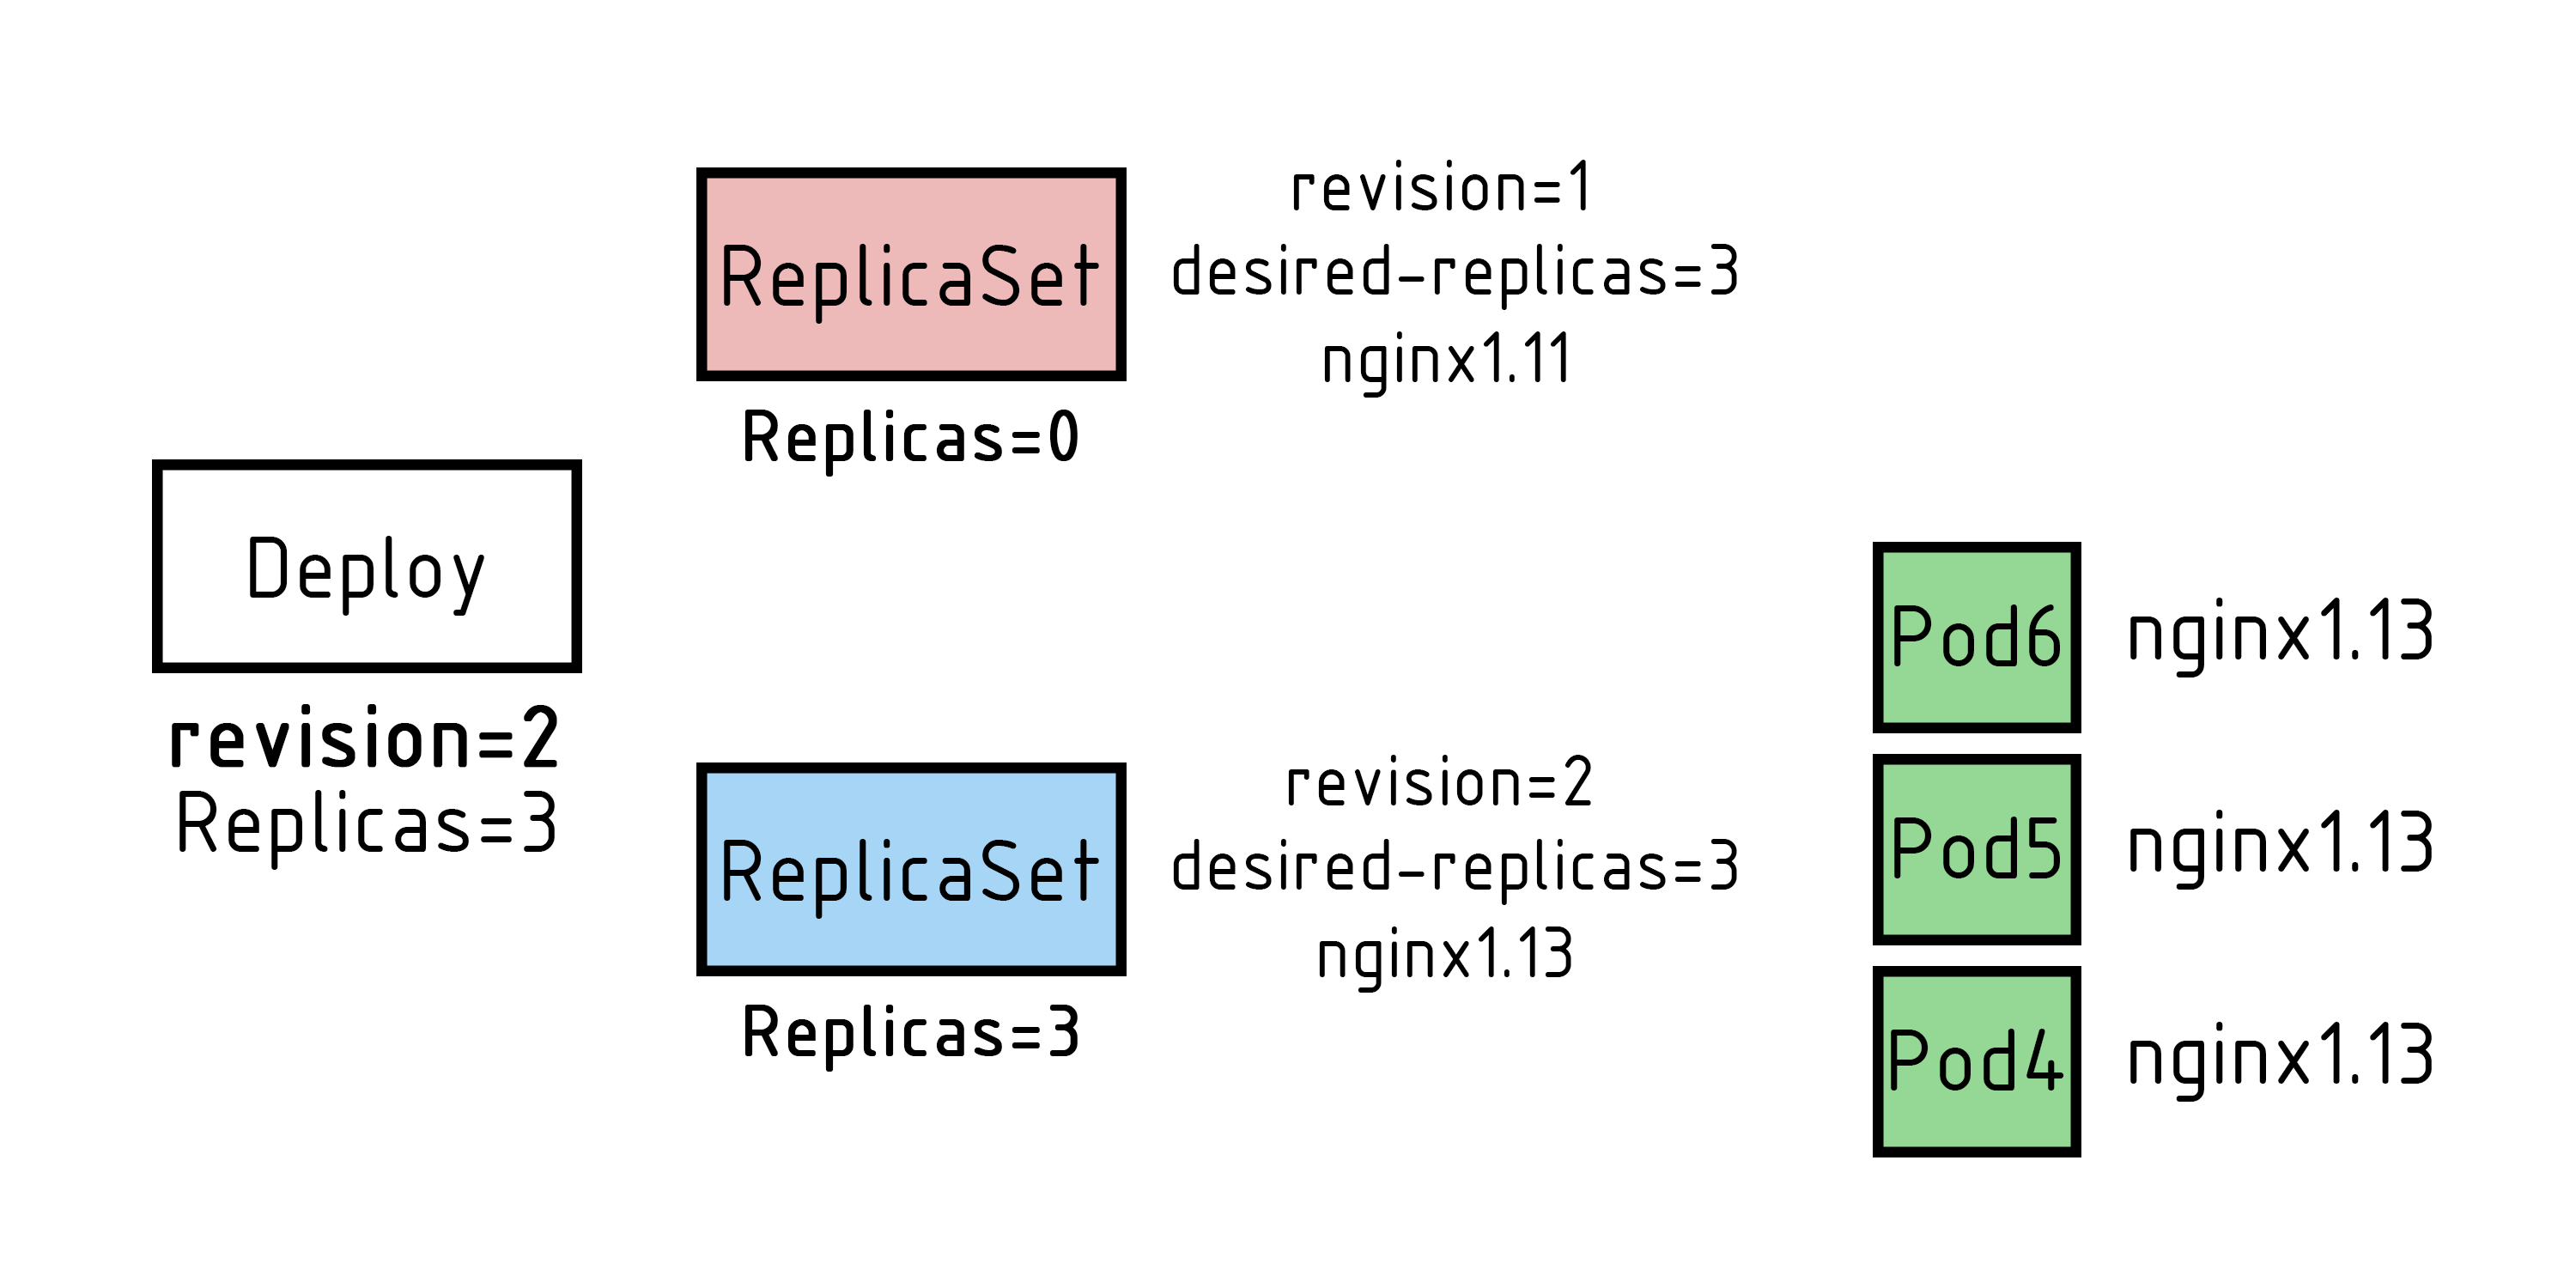 Deploy
revision=2
Replicas=3
ReplicaSet
Replicas=0
revision=1
desired-replicas=3
nginx1.11
ReplicaSet
Replicas=3
revision=2
desired-replicas=3
nginx1.13
Pod6 nginx1.13
Pod5 nginx1.13
Pod4 nginx1.13